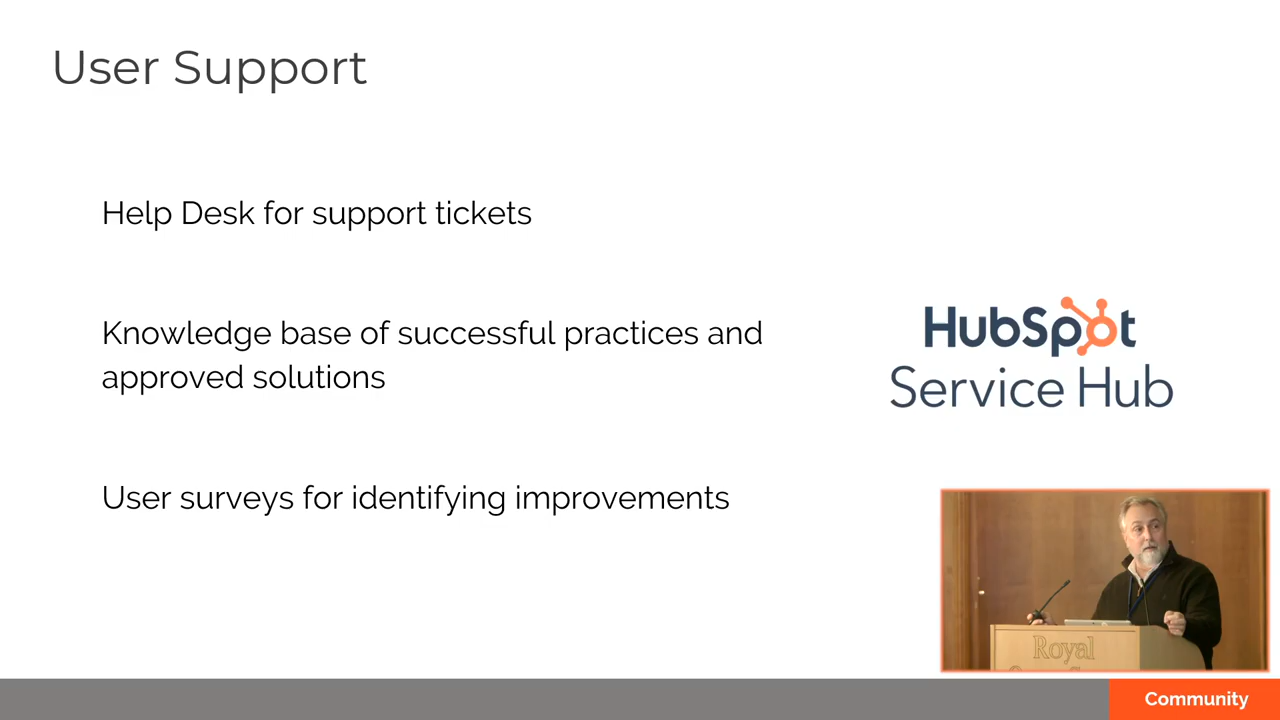 User Support
Help Desk for support tickets
Knowledge base of successful practices and
approved solutions
User surveys for identifying improvements
HubSpot
Service Hub
Royal
Community